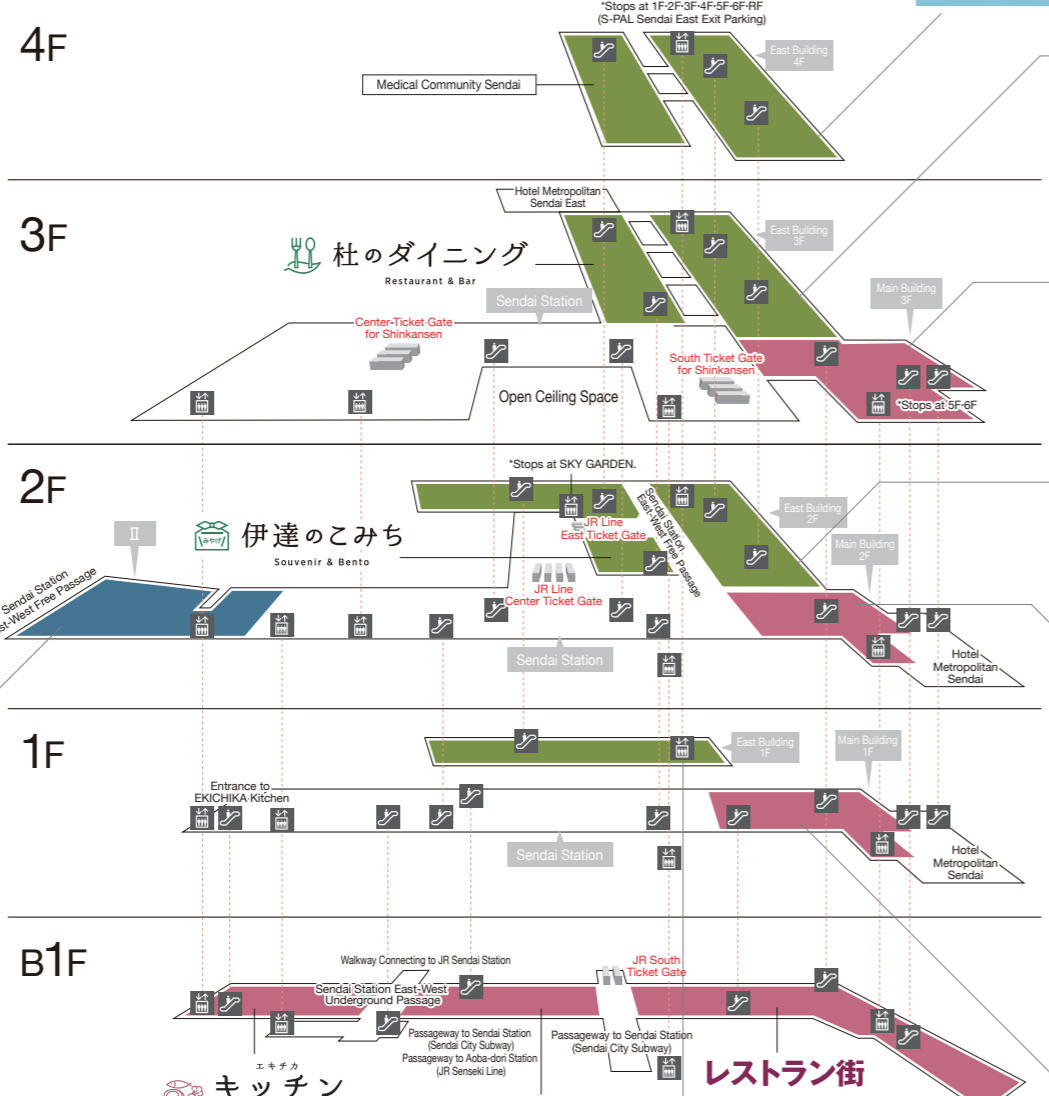 *Stops at 1F·2F·3F·4F·5F·6F·RF
(S-PAL Sendai East Exit Parking)
4F
East Building
4F
Medical Community Sendai
Hotel Metropolitan
Sendai East
3F
East Building
3F
杜のダイニング
Restaurant & Bar
Main Building
3F
Sendai Station
Center-Ticket-Gate
for Shinkansen
South Ticket Gate
for Shinkansen
Open Ceiling Space
*Stops at 5F·6F
2F
*Stops at SKY GARDEN.
Sendai Station
East-West Free Passage
East Building
2F
JR Line
East Ticket Gate
II
みやげ
伊達のこみち
Souvenir & Bento
Main Building
2F
Sendai Station
st-West Free Passage
JR Line
Center Ticket Gate
Sendai Station
Hotel
Metropolitan
Sendai
1F
East Building
1F
Main Building
1F
Entrance to
EKICHIKA·Kitchen
Sendai Station
Hotel
Metropolitan
Sendai
B1F
Walkway Connecting to JR Sendai Station
JR South
Ticket Gate
Sendai Station East-West
Underground Passage
Passageway to Sendai Station
(Sendai City Subway)
Passageway to Aoba-dori Station
(JR Senseki Line)
Passageway to Sendai Station
(Sendai City Subway)
エキチカ
キッチン
レストラン街